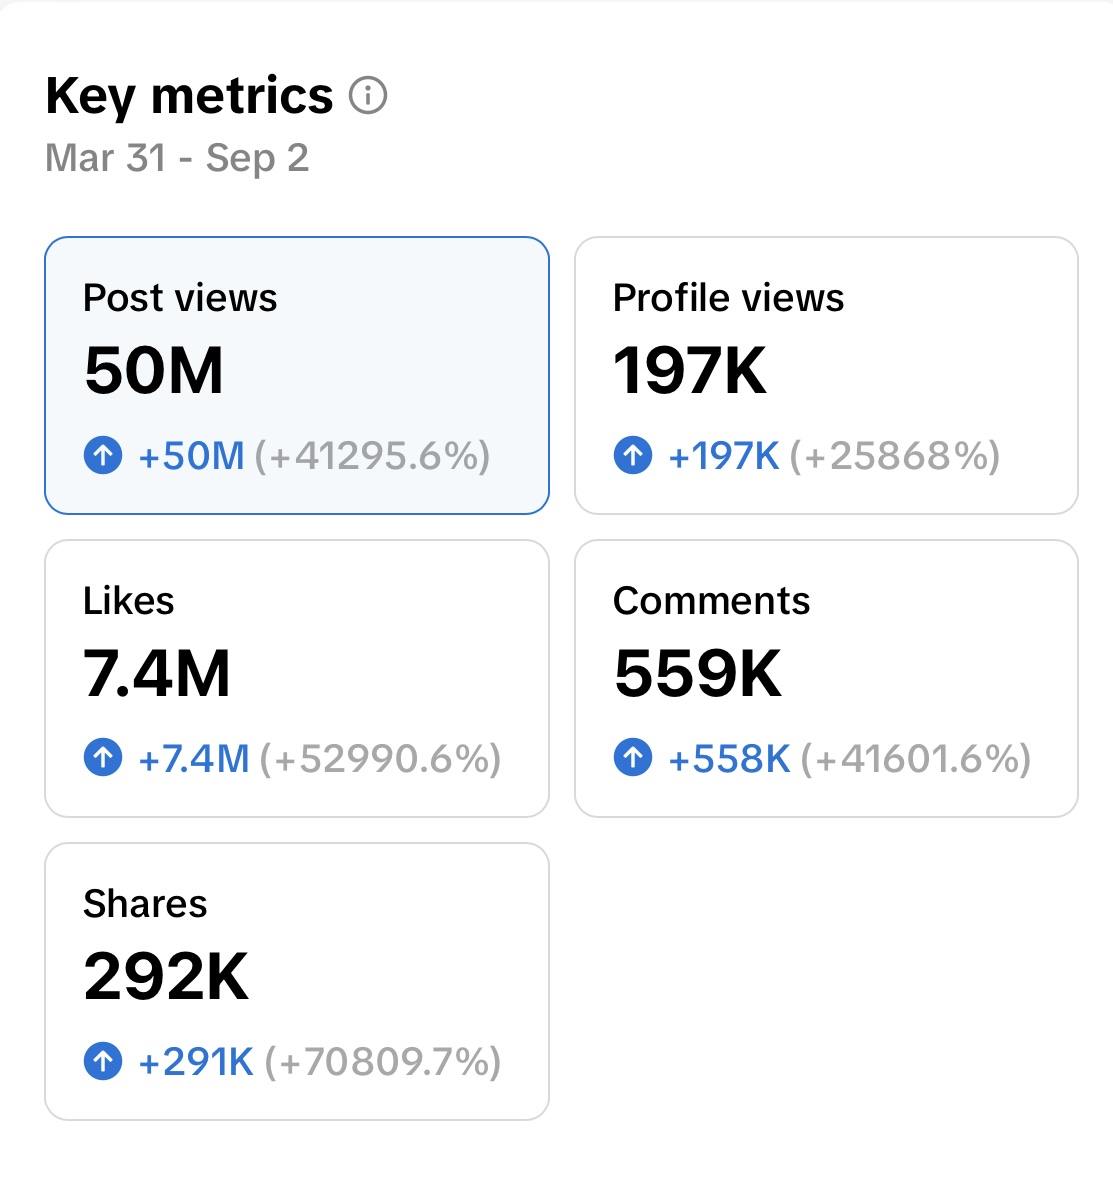 Key metrics
Mar 31 - Sep 2
Post views
50M
+50M (+41295.6%)
Profile views
197K
+197K (+25868%)
Likes
7.4M
+7.4M (+52990.6%)
Comments
559K
+558K (+41601.6%)
Shares
292K
+291K (+70809.7%)